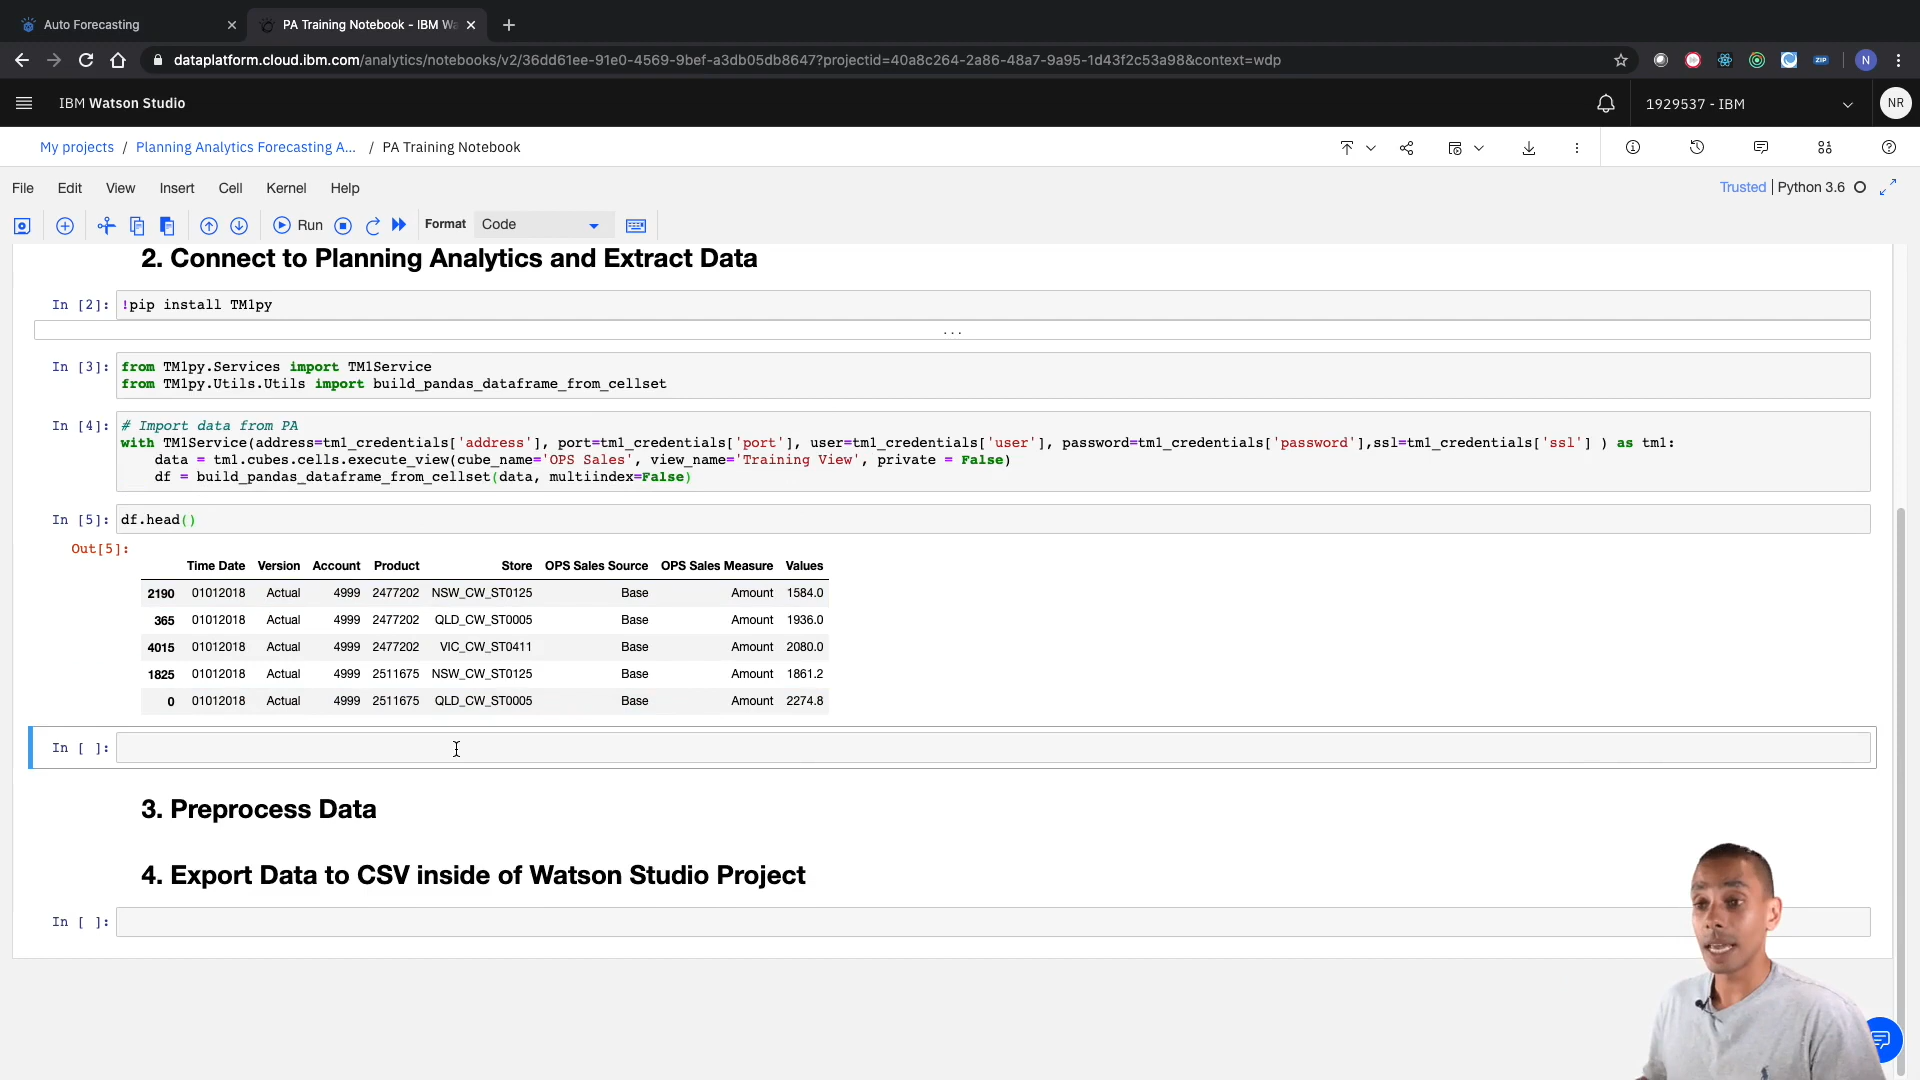 Auto Forecasting
PA Training Notebook - IBM Wa
dataplatform.cloud.ibm.com/analytics/notebooks/v2/36dd61ee-91e0-4569-9bef-a3db05db8647?projectid=40a8c264-2a86-48a7-9a95-1d43f2c53a98&context=wdp
ZIP
N
IBM Watson Studio
1929537 - IBM
NR
My projects / Planning Analytics Forecasting A... / PA Training Notebook
File Edit View Insert Cell Kernel Help
Trusted | Python 3.6
Run
Format
Code
2. Connect to Planning Analytics and Extract Data
In [2]: !pip install TM1py
...
In [3]: from TM1py.Services import TM1Service
from TM1py.Utils.Utils import build_pandas_dataframe_from_cellset
In [4]: # Import data from PA
with TM1Service(address=tm1_credentials['address'], port=tm1_credentials['port'], user=tm1_credentials['user'], password=tm1_credentials['password'],ssl=tm1_credentials['ssl'] ) as tm1:
data = tm1.cubes.cells.execute_view(cube_name='OPS Sales', view_name='Training View', private = False)
df = build_pandas_dataframe_from_cellset(data, multiindex=False)
In [5]: df.head()
Out[5]:
Time Date Version Account Product Store OPS Sales Source OPS Sales Measure Values
2190 01012018 Actual 4999 2477202 NSW_CW_ST0125 Base Amount 1584.0
365 01012018 Actual 4999 2477202 QLD_CW_ST0005 Base Amount 1936.0
4015 01012018 Actual 4999 2477202 VIC_CW_ST0411 Base Amount 2080.0
1825 01012018 Actual 4999 2511675 NSW_CW_ST0125 Base Amount 1861.2
0 01012018 Actual 4999 2511675 QLD_CW_ST0005 Base Amount 2274.8
In [ ]:
3. Preprocess Data
4. Export Data to CSV inside of Watson Studio Project
In [ ]: